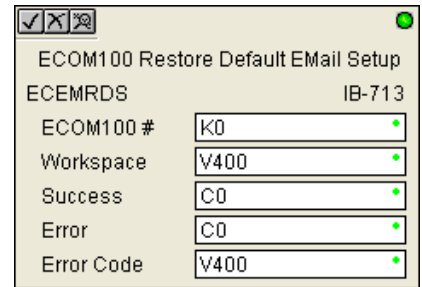 ECOM100 Restore Default EMail Setup
ECEMRDS IB-713
ECOM100 # K0
Workspace V400
Success C0
Error C0
Error Code V400